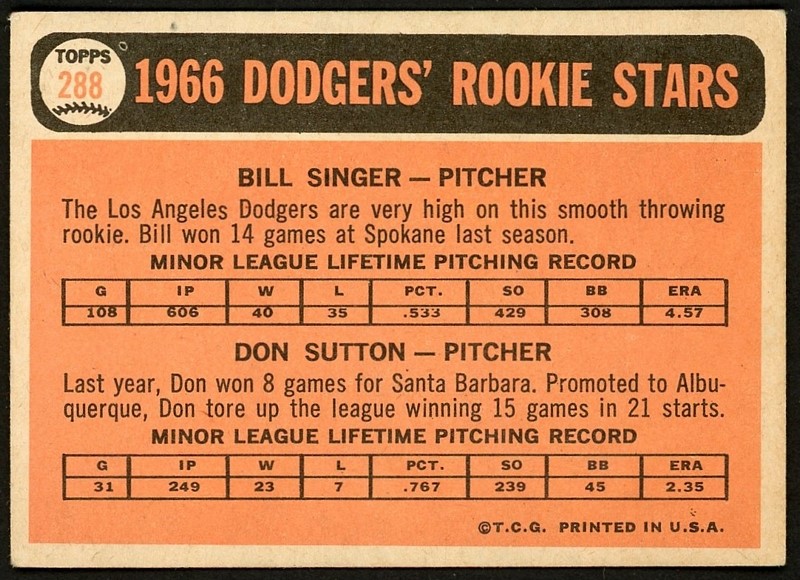 TOPPS
288
1966 DODGERS' ROOKIE STARS
BILL SINGER — PITCHER
The Los Angeles Dodgers are very high on this smooth throwing
rookie. Bill won 14 games at Spokane last season.
MINOR LEAGUE LIFETIME PITCHING RECORD
G IP W L PCT. SO BB ERA
108 606 40 35 .533 429 308 4.57
DON SUTTON — PITCHER
Last year, Don won 8 games for Santa Barbara. Promoted to Albu-
querque, Don tore up the league winning 15 games in 21 starts.
MINOR LEAGUE LIFETIME PITCHING RECORD
G IP W L PCT. SO BB ERA
31 249 23 7 .767 239 45 2.35
©T.C.G. PRINTED IN U.S.A.